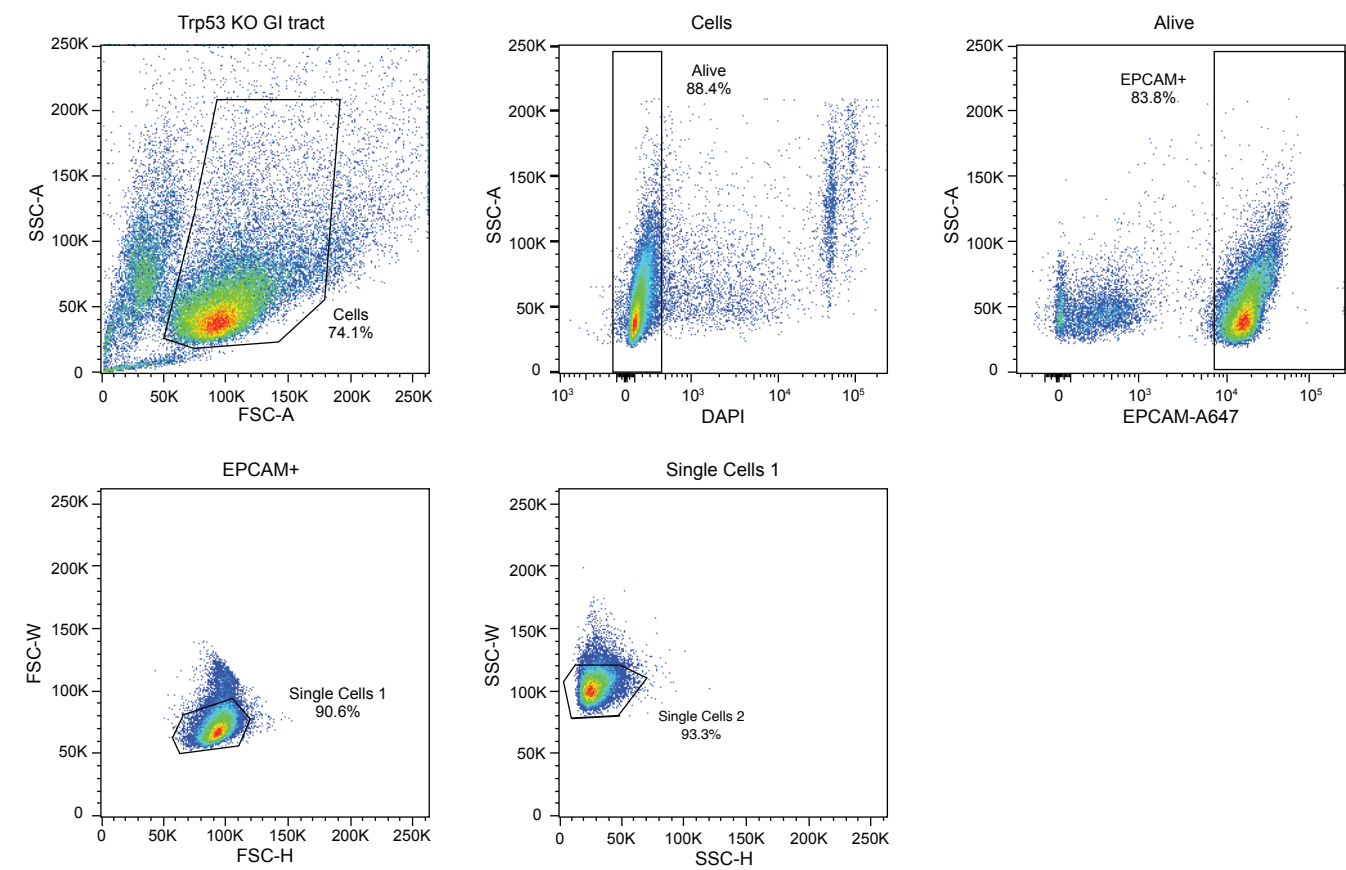 Trp53 KO GI tract
250K
200K
150K
100K
50K
0
SSC-A
Cells
74.1%
0 50K 100K 150K 200K 250K
FSC-A
Cells
250K
200K
150K
100K
50K
0
SSC-A
Alive
88.4%
10³ 0 10³ 10⁴ 10⁵
DAPI
Alive
250K
200K
150K
100K
50K
0
SSC-A
EPCAM+
83.8%
0 10³ 10⁴ 10⁵
EPCAM-A647
EPCAM+
250K
200K
150K
100K
50K
0
FSC-W
Single Cells 1
90.6%
0 50K 100K 150K 200K 250K
FSC-H
Single Cells 1
250K
200K
150K
100K
50K
0
SSC-W
Single Cells 2
93.3%
0 50K 100K 150K 200K 250K
SSC-H